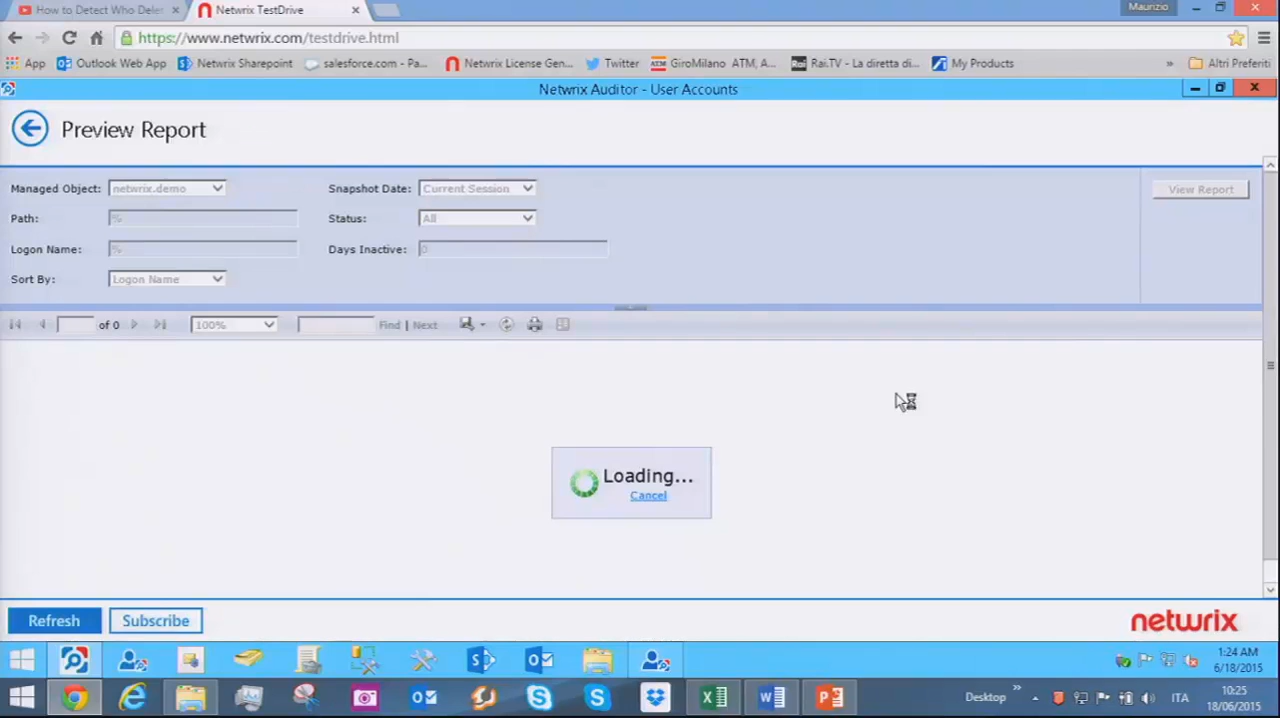 How to Detect Who Delet
Netwrix TestDrive
Maurizio
https://www.netwrix.com/testdrive.html
App
Outlook Web App
Netwrix Sharepoint
salesforce.com - Pa...
Netwrix License Gen...
Twitter
GiroMilano ATM, A...
Rai.TV - La diretta di...
My Products
»
Altri Preferiti
Netwrix Auditor - User Accounts
Preview Report
Managed Object: netwrix.demo
Snapshot Date: Current Session
View Report
Path: %
Status: All
Logon Name: %
Days Inactive: 0
Sort By: Logon Name
of 0
100%
Find | Next
Loading...
Cancel
Refresh
Subscribe
netwrix
1:24 AM
6/18/2015
Desktop
»
ITA
10:25
18/06/2015